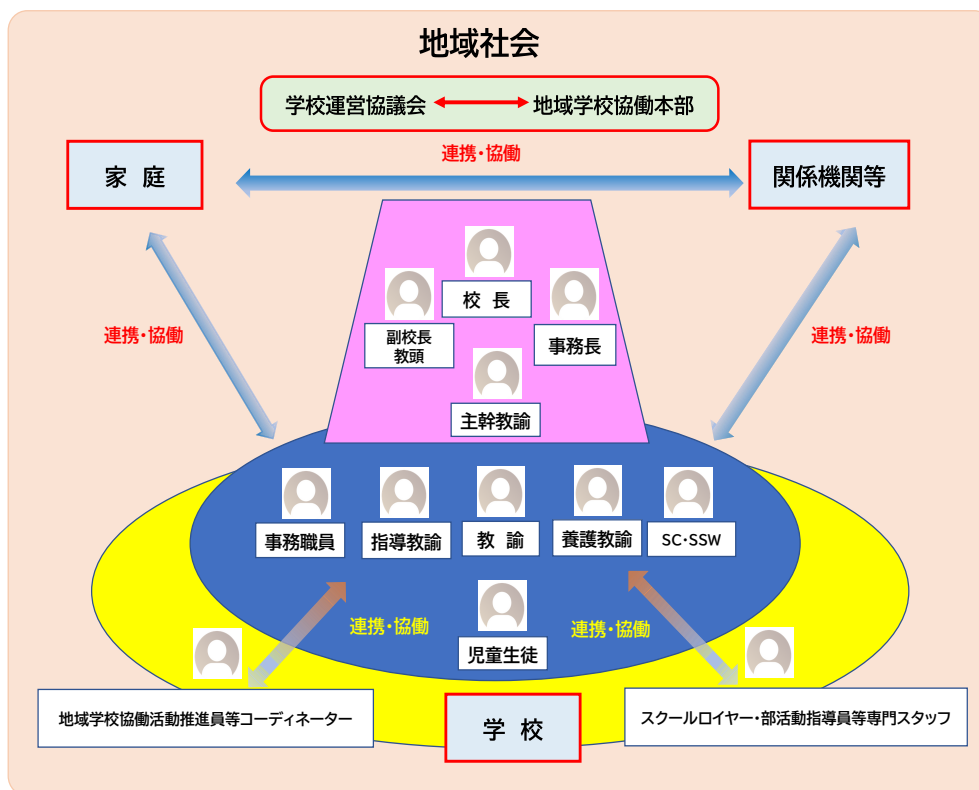 地域社会
学校運営協議会
地域学校協働本部
連携・協働
家 庭
関係機関等
校 長
副校長
教頭
事務長
連携・協働
連携・協働
主幹教諭
事務職員
指導教諭
教 諭
養護教諭
SC・SSW
連携・協働
連携・協働
児童生徒
地域学校協働活動推進員等コーディネーター
学 校
スクールロイヤー・部活動指導員等専門スタッフ